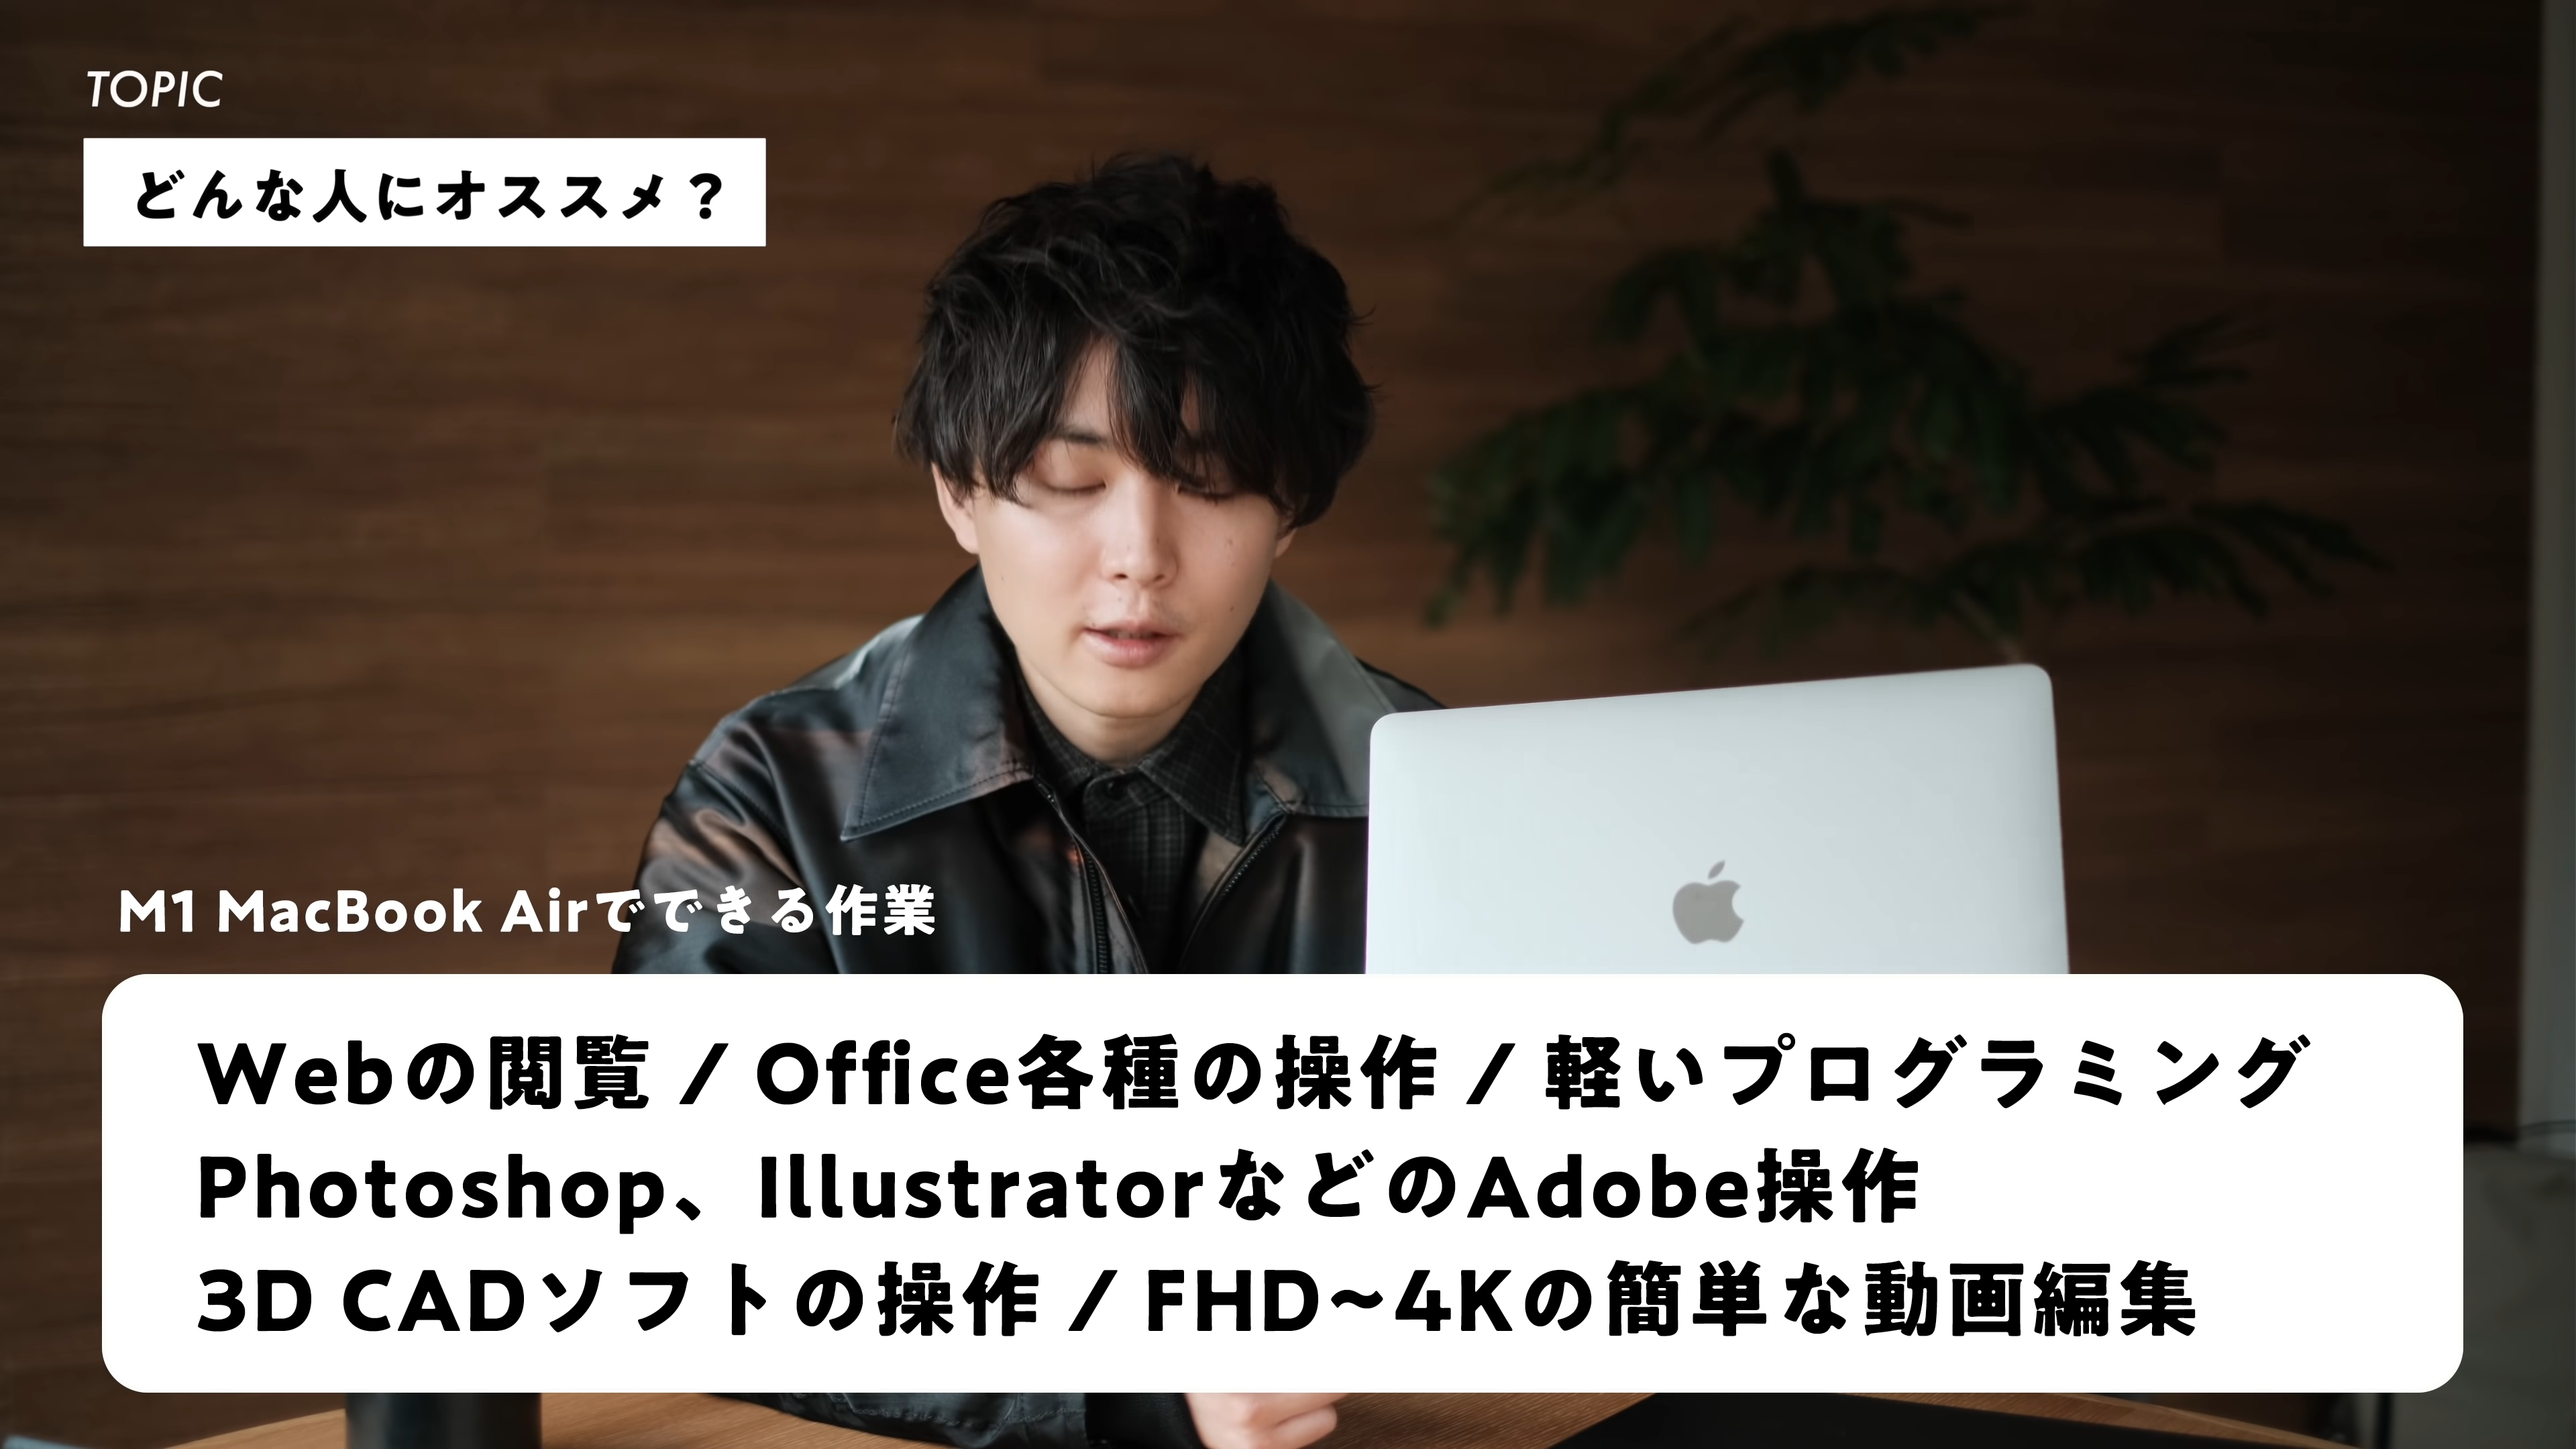 TOPIC
どんな人にオススメ？
M1 MacBook Airでできる作業
Webの閲覧 / Office各種の操作 / 軽いプログラミング
Photoshop、IllustratorなどのAdobe操作
3D CADソフトの操作 / FHD~4Kの簡単な動画編集